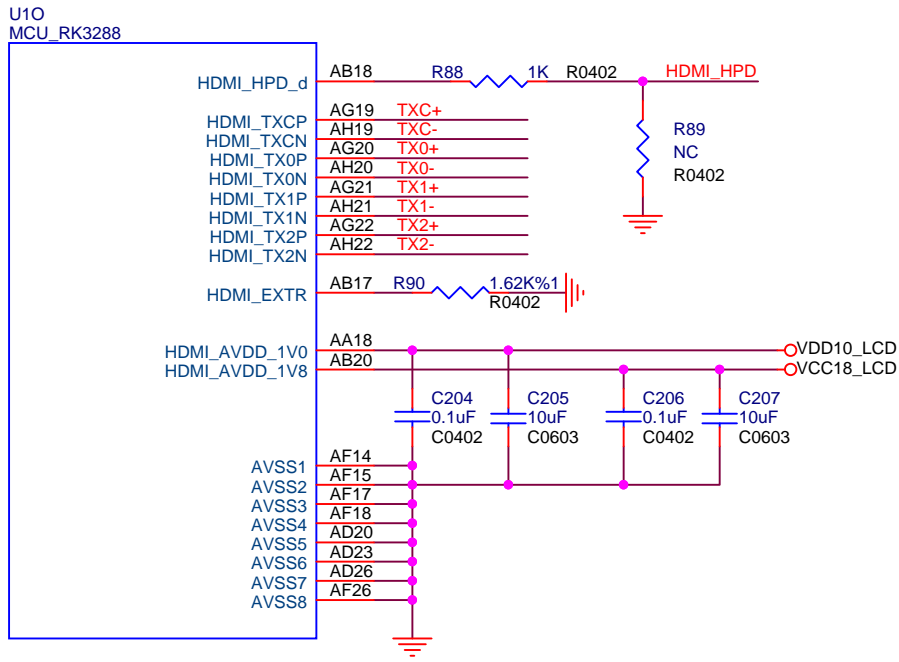 U1O
MCU_RK3288
HDMI_HPD_d AB18 R88 1K R0402 HDMI_HPD
R89
NC
R0402
HDMI_TXCP AG19 TXC+
HDMI_TXCN AH19 TXC-
HDMI_TX0P AG20 TX0+
HDMI_TX0N AH20 TX0-
HDMI_TX1P AG21 TX1+
HDMI_TX1N AH21 TX1-
HDMI_TX2P AG22 TX2+
HDMI_TX2N AH22 TX2-
HDMI_EXTR AB17 R90 1.62K%1
R0402
HDMI_AVDD_1V0 AA18 VDD10_LCD
HDMI_AVDD_1V8 AB20 VCC18_LCD
C204 C205 C206 C207
0.1uF 10uF 0.1uF 10uF
C0402 C0603 C0402 C0603
AVSS1 AF14
AVSS2 AF15
AVSS3 AF17
AVSS4 AF18
AVSS5 AD20
AVSS6 AD23
AVSS7 AD26
AVSS8 AF26